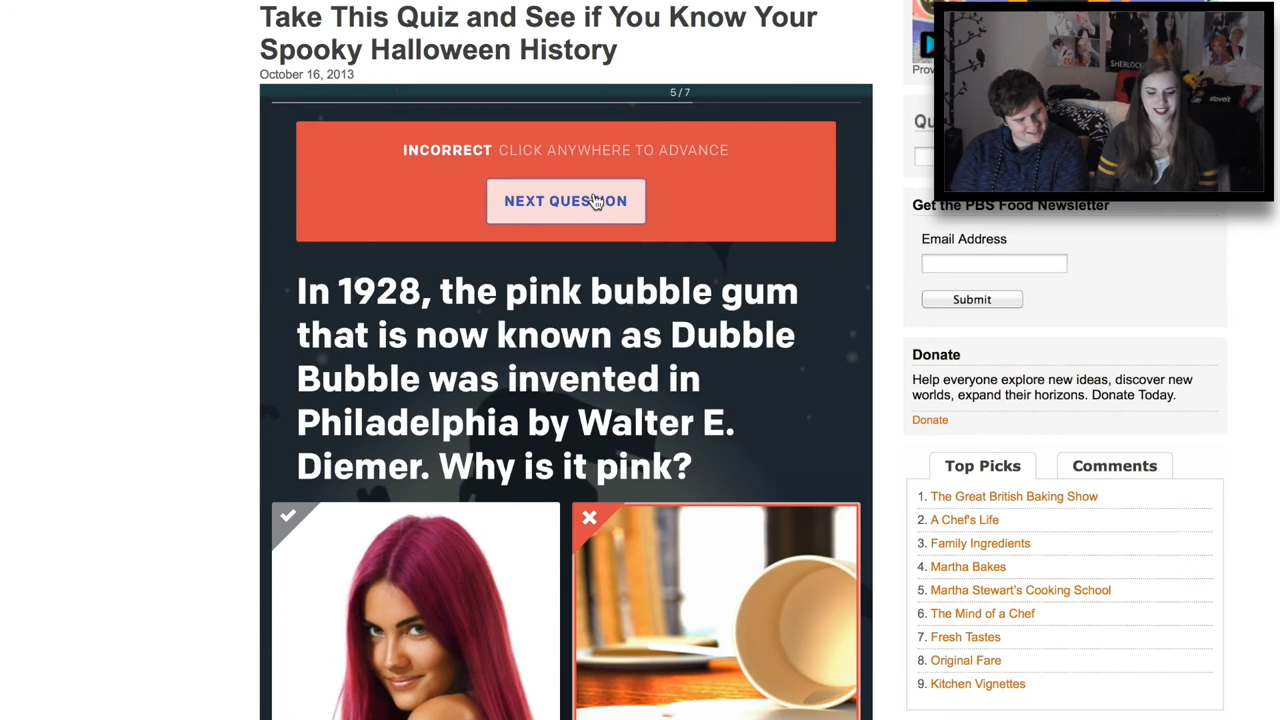 Take This Quiz and See if You Know Your
Spooky Halloween History
October 16, 2013
5/7
INCORRECT CLICK ANYWHERE TO ADVANCE
NEXT QUESTION
In 1928, the pink bubble gum
that is now known as Dubble
Bubble was invented in
Philadelphia by Walter E.
Diemer. Why is it pink?
SHERLOCK
Get the PBS Food Newsletter
Email Address
Submit
Donate
Help everyone explore new ideas, discover new
worlds, expand their horizons. Donate Today.
Donate
Top Picks
Comments
1. The Great British Baking Show
2. A Chef's Life
3. Family Ingredients
4. Martha Bakes
5. Martha Stewart's Cooking School
6. The Mind of a Chef
7. Fresh Tastes
8. Original Fare
9. Kitchen Vignettes